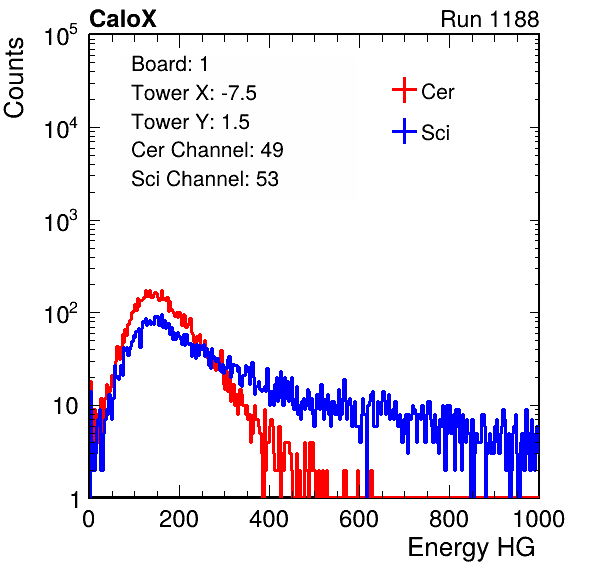 CaloX Run 1188
Counts
Board: 1
Tower X: -7.5
Tower Y: 1.5
Cer Channel: 49
Sci Channel: 53
Cer
Sci
10^5
10^4
10^3
10^2
10
1
0 200 400 600 800 1000
Energy HG